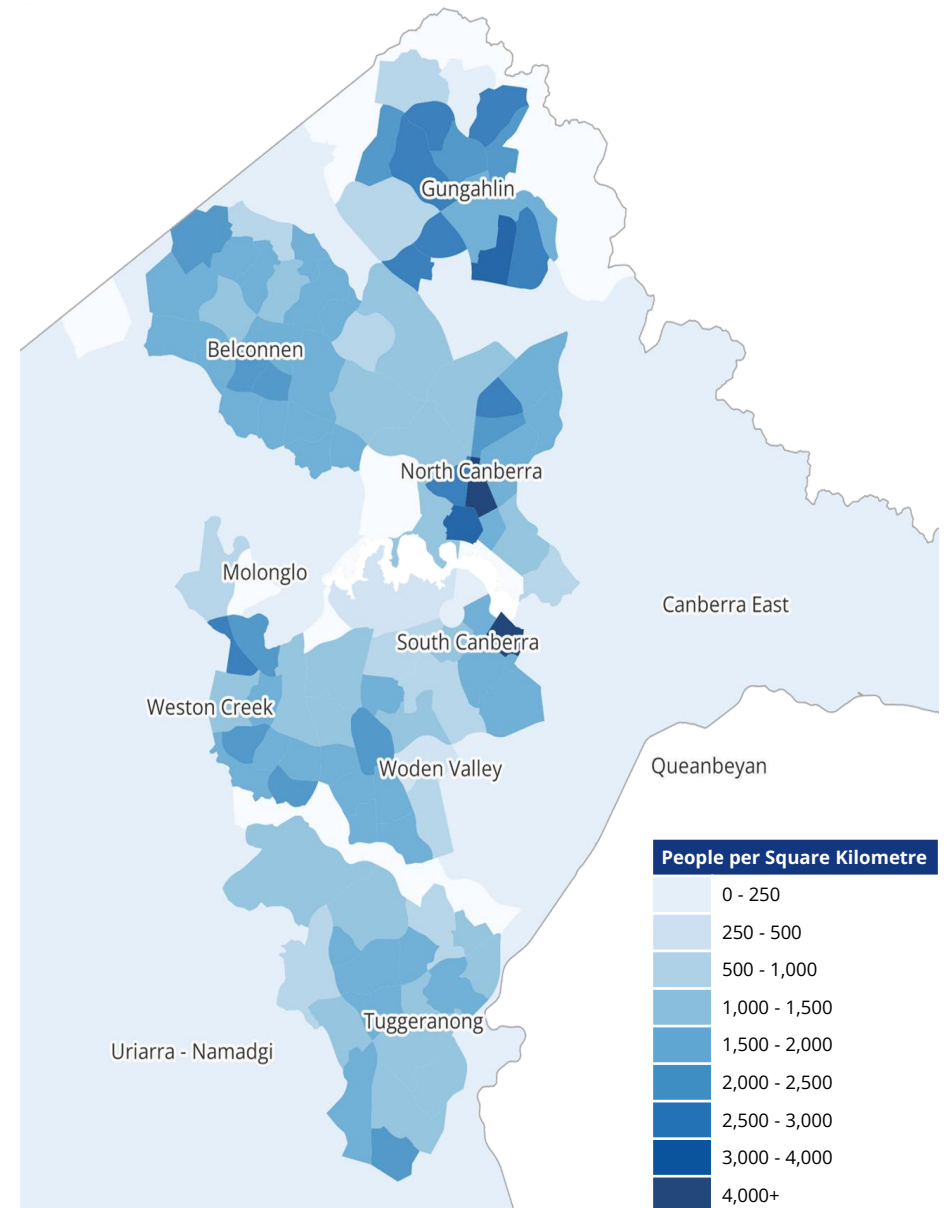 Gungahlin
Belconnen
North Canberra
Molonglo
Canberra East
South Canberra
Weston Creek
Woden Valley
Queanbeyan
Tuggeranong
Uriarra - Namadgi
People per Square Kilometre
0 - 250
250 - 500
500 - 1,000
1,000 - 1,500
1,500 - 2,000
2,000 - 2,500
2,500 - 3,000
3,000 - 4,000
4,000+